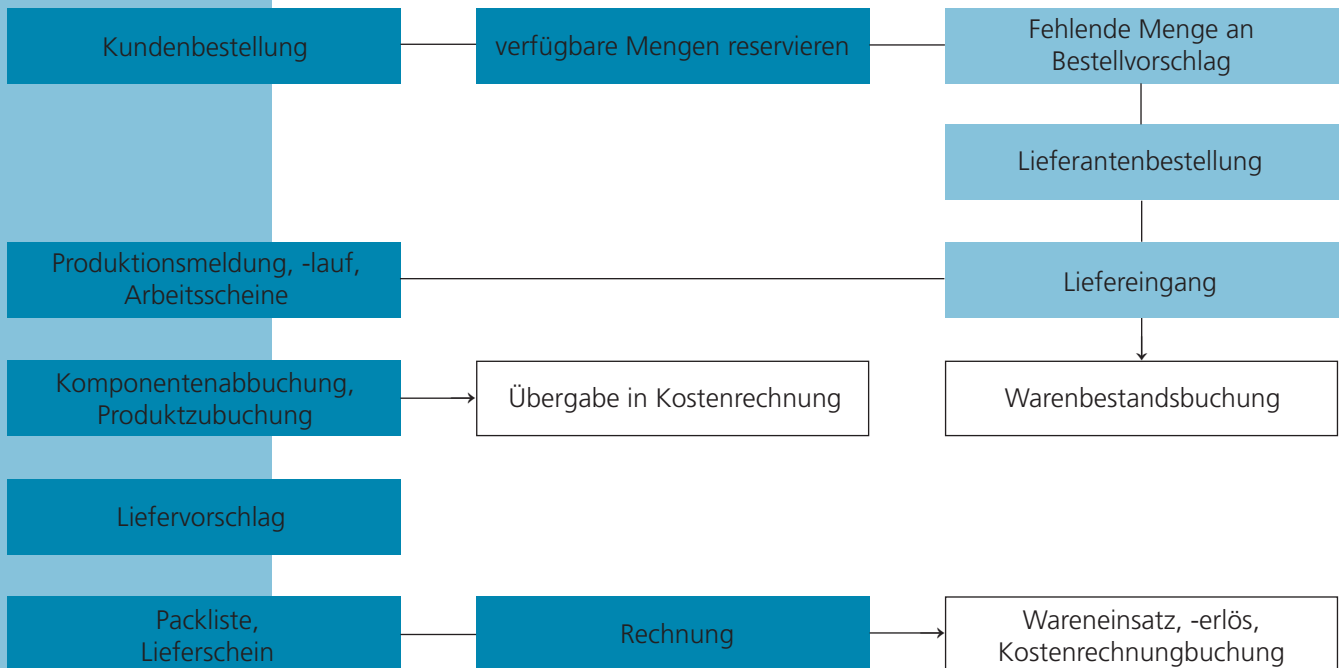 Kundenbestellung
verfügbare Mengen reservieren
Fehlende Menge an
Bestellvorschlag
Lieferantenbestellung
Produktionsmeldung, -lauf,
Arbeitsscheine
Liefereingang
Komponentenabbuchung,
Produktzubuchung
Übergabe in Kostenrechnung
Warenbestandsbuchung
Liefervorschlag
Packliste,
Lieferschein
Rechnung
Wareneinsatz, -erlös,
Kostenrechnungbuchung